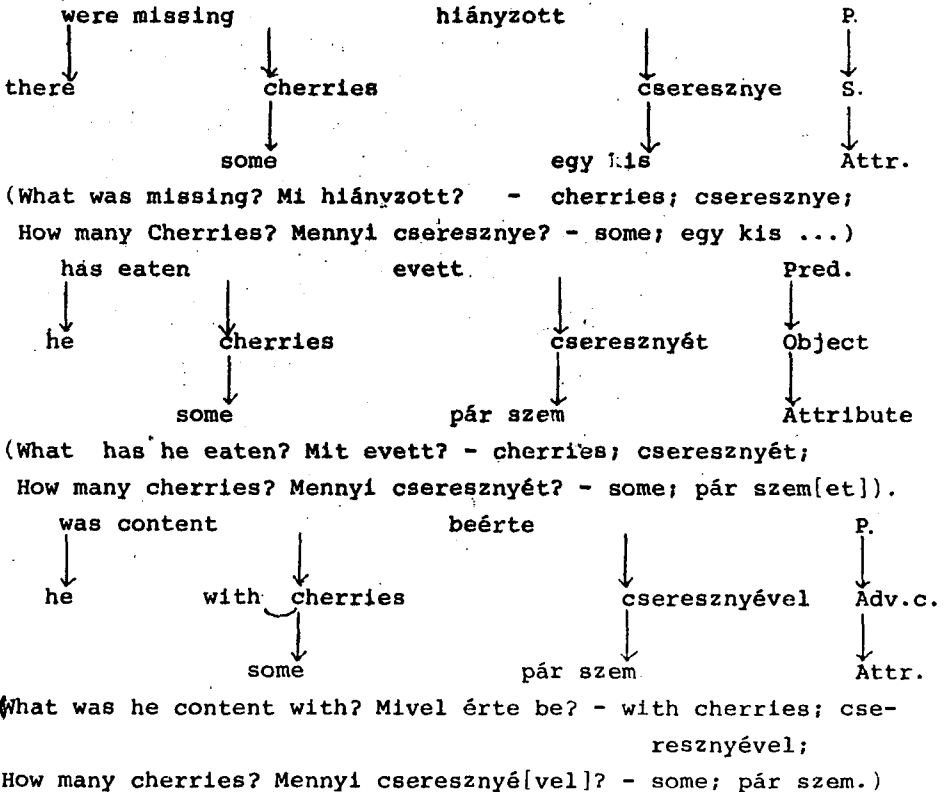 were missing hiányzott P.
there cherries cseresznye S.
some egy kis Attr.
(What was missing? Mi hiányzott? - cherries; cseresznye;
How many Cherries? Mennyi cseresznye? - some; egy kis ...)
has eaten evett Pred.
he cherries cseresznyét Object
some pár szem Attribute
(What has he eaten? Mit evett? - cherries; cseresznyét;
How many cherries? Mennyi cseresznyét? - some; pár szem[et]).
was content beérte P.
he with cherries cseresznyével Adv.c.
some pár szem Attr.
(What was he content with? Mivel érte be? - with cherries; cse-
resznyével;
How many cherries? Mennyi cseresznyé[vel]? - some; pár szem.)